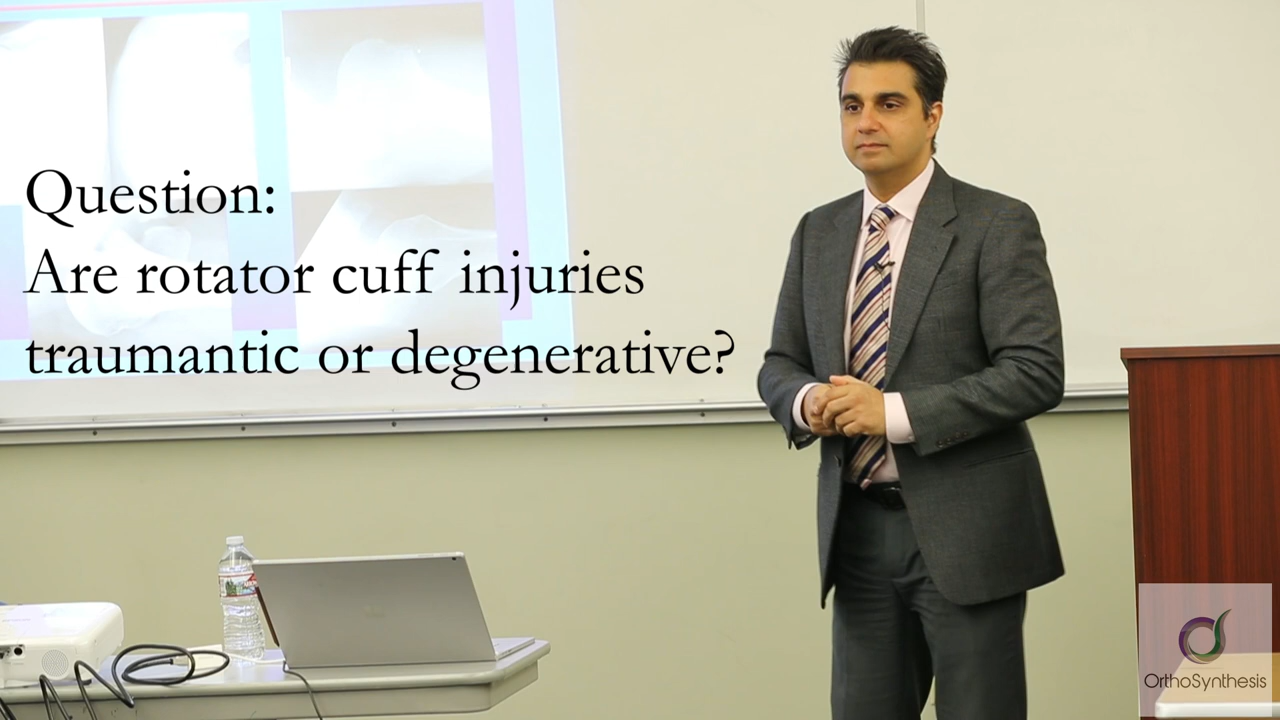 Question:
Are rotator cuff injuries
traumantic or degenerative?
OrthoSynthesis